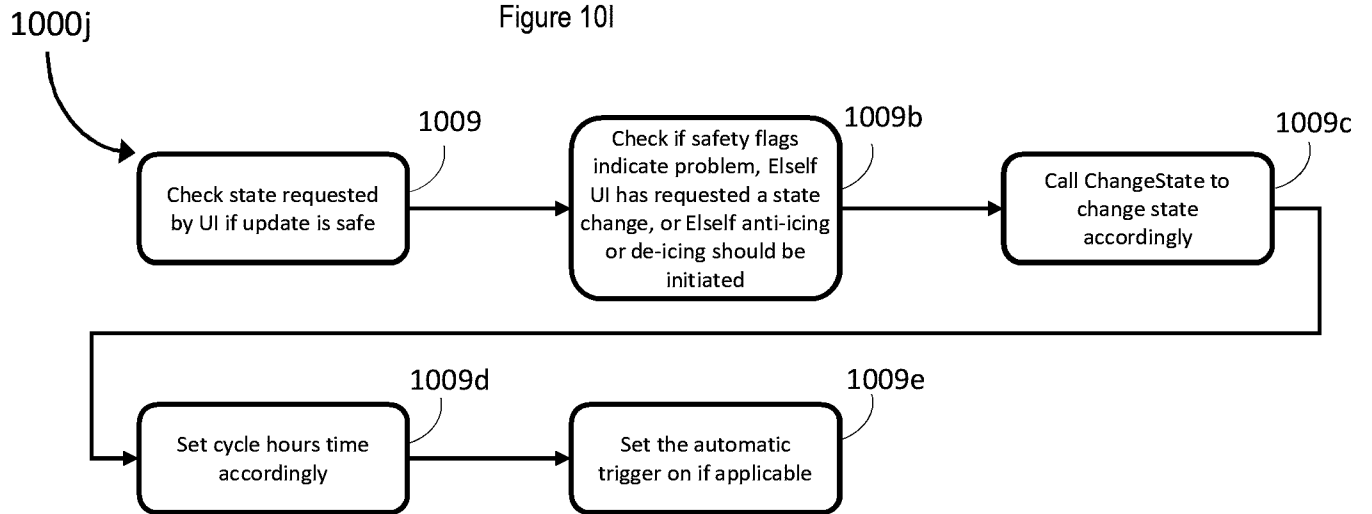 Figure 10I
1000j
1009
Check state requested
by UI if update is safe
1009b
Check if safety flags
indicate problem, ElseIf
UI has requested a state
change, or ElseIf anti-icing
or de-icing should be
initiated
1009c
Call ChangeState to
change state
accordingly
1009d
Set cycle hours time
accordingly
1009e
Set the automatic
trigger on if applicable